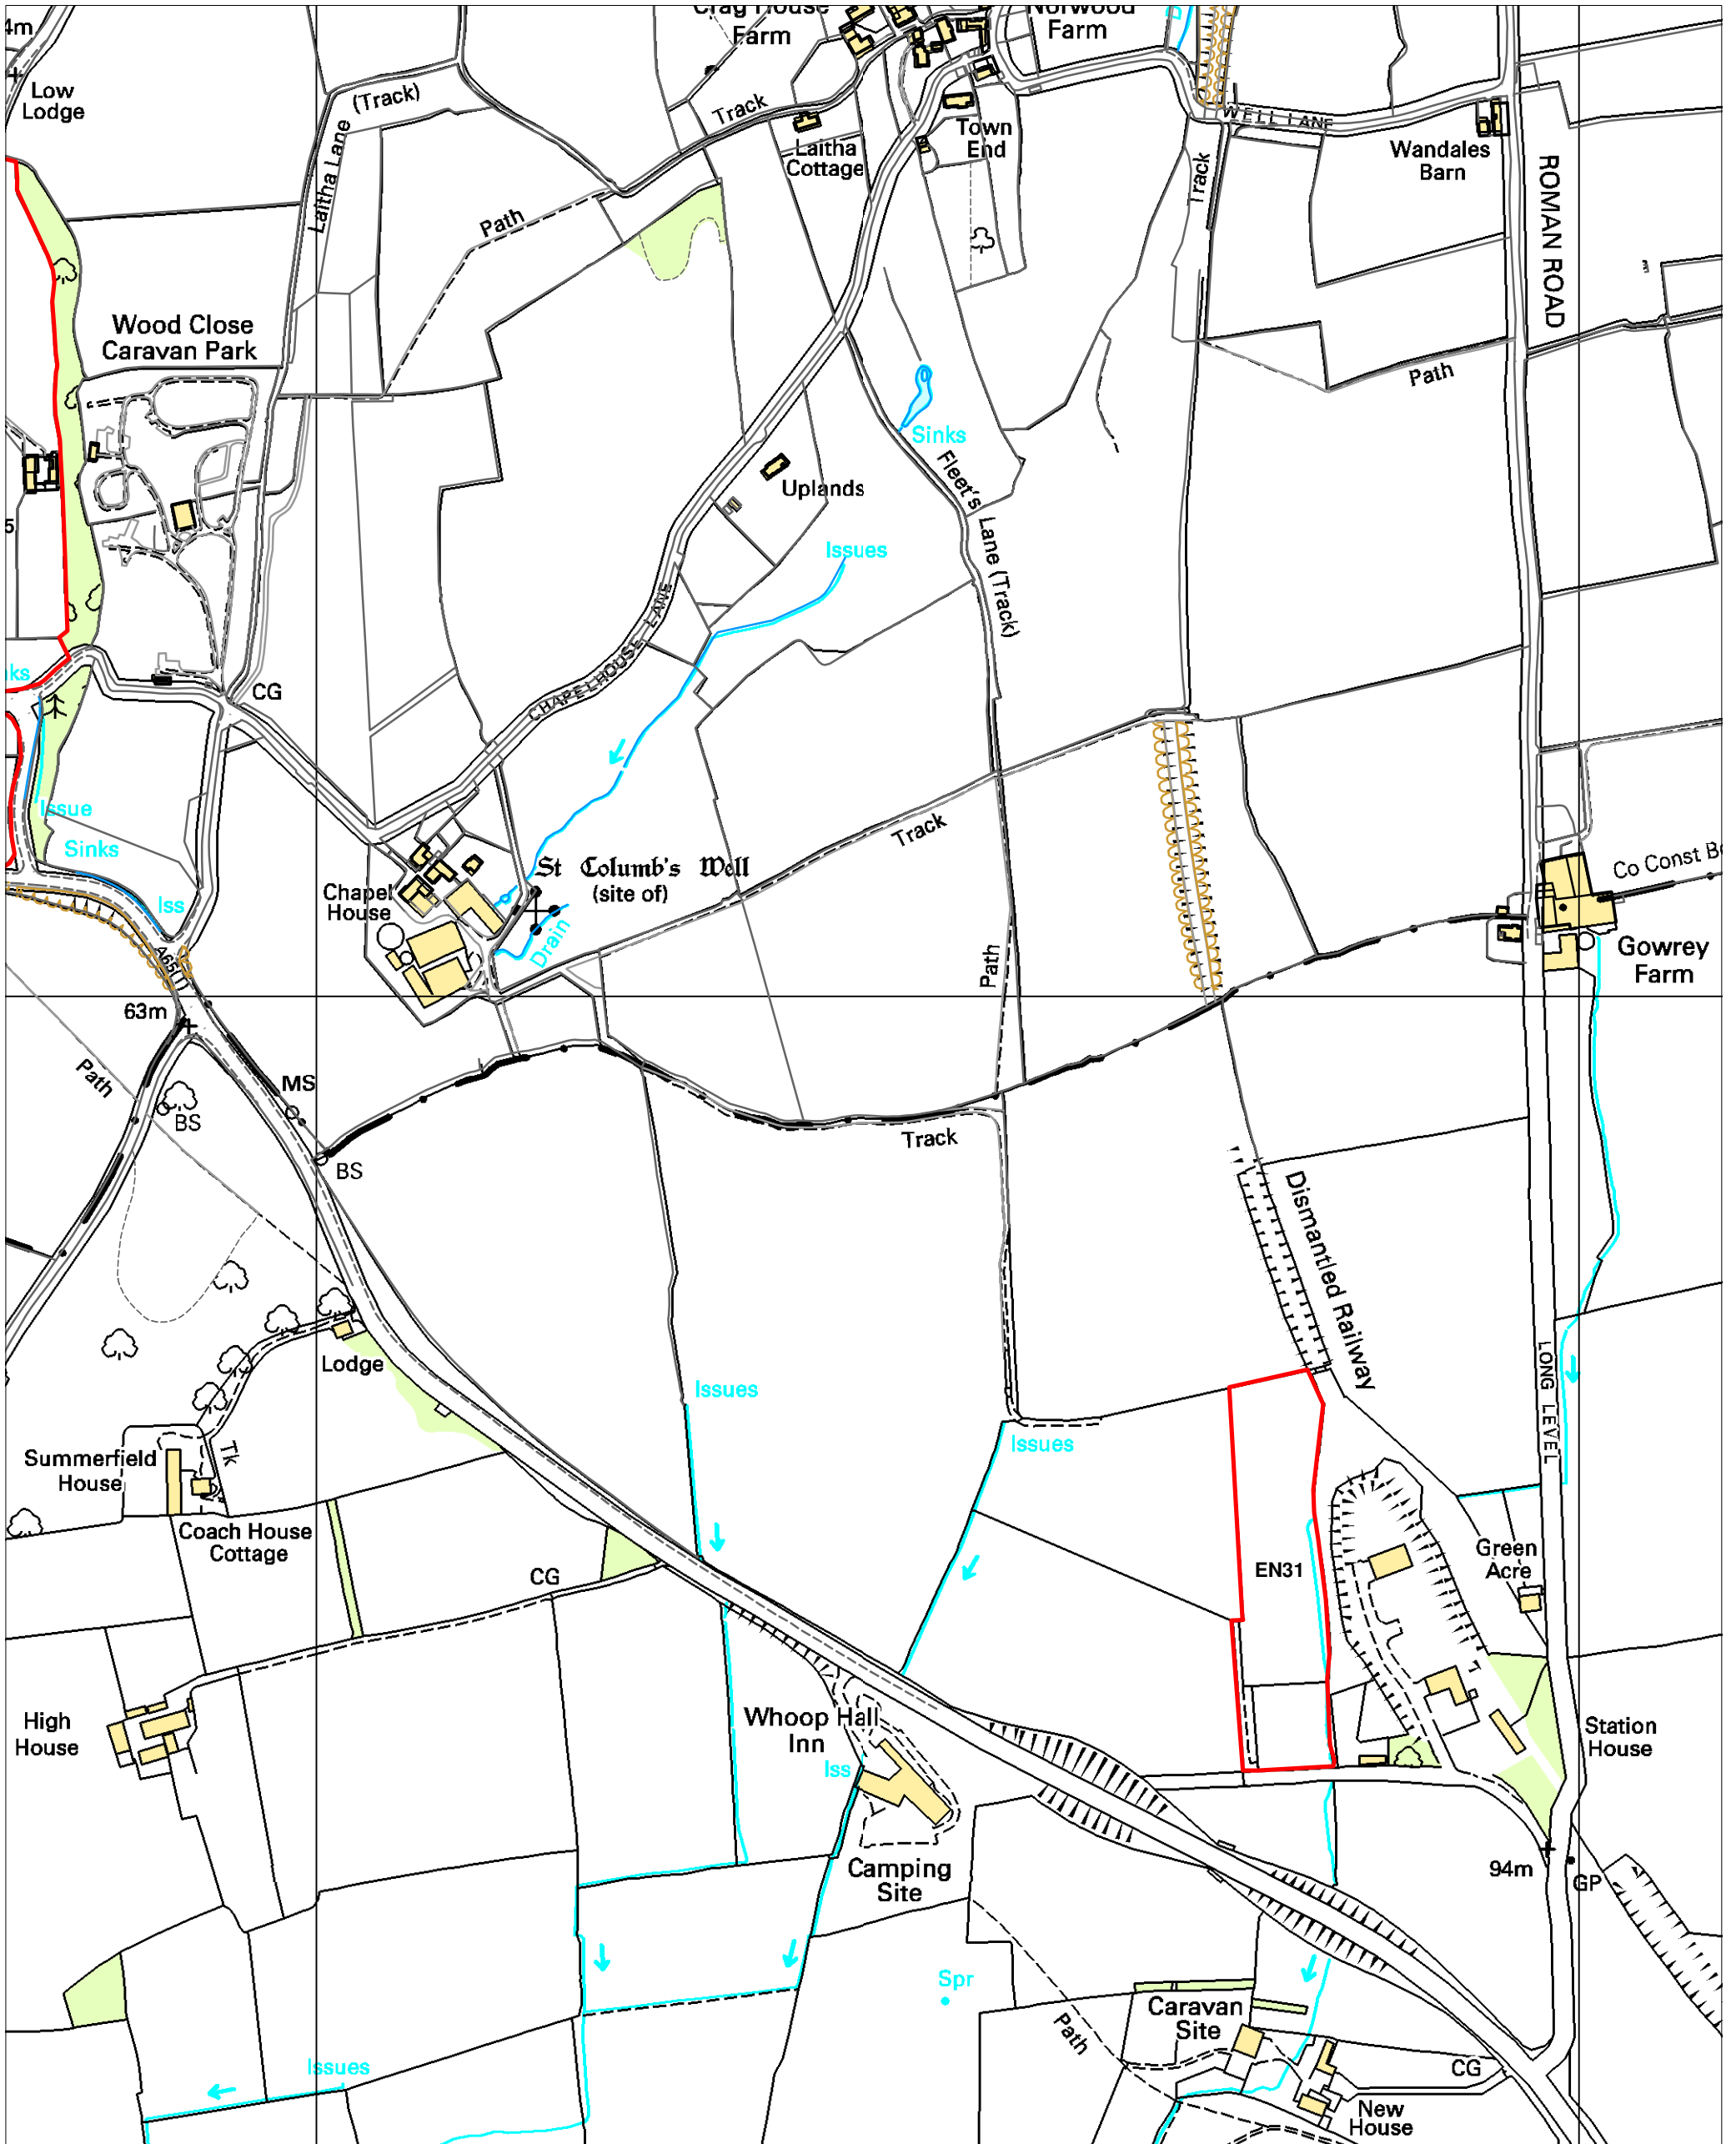 Crag House
Farm
Norwood
Farm
4m
Low
Lodge
(Track)
Laitha Lane
Track
Laitha
Cottage
Town
End
WELL LANE
Wandales
Barn
Track
ROMAN ROAD
Path
Wood Close
Caravan Park
Path
Sinks
Fleet's Lane (Track)
Uplands
5
Issues
CHAPELHOUSE LANE
CG
Issue
Sinks
Iss
Track
St Columb's Well
(site of)
Chapel
House
Drain
Co Const
Gowrey
Farm
Path
A65(T)
63m
Path
MS
BS
BS
Track
Dismantled Railway
Lodge
LONG LEVEL
Issues
Issues
Tk
Summerfield
House
Coach House
Cottage
CG
EN31
Green
Acre
High
House
Whoop Hall
Inn
Iss
Station
House
Camping
Site
94m
GP
Spr
Path
Caravan
Site
Issues
CG
New
House